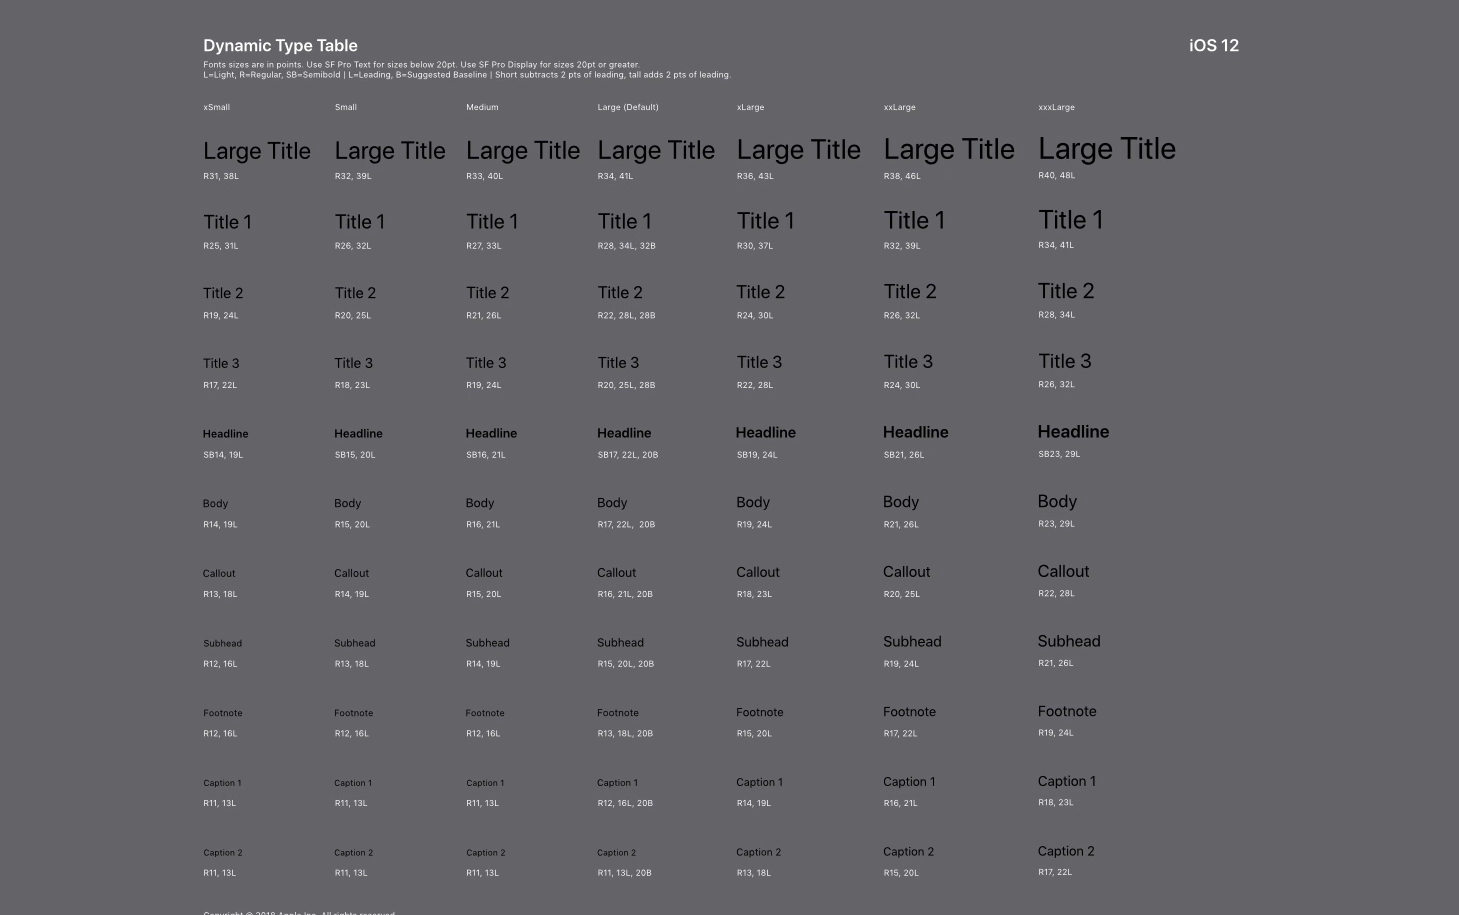 Dynamic Type Table
iOS 12
Fonts sizes are in points. Use SF Pro Text for sizes below 20pt. Use SF Pro Display for sizes 20pt or greater.
L=Light, R=Regular, SB=Semibold | L=Leading, B=Suggested Baseline | Short subtracts 2 pts of leading, tall adds 2 pts of leading.
xSmall Small Medium Large (Default) xLarge xxLarge xxxLarge
Large Title Large Title Large Title Large Title Large Title Large Title Large Title
R31, 38L R32, 39L R33, 40L R34, 41L R36, 43L R38, 46L R40, 48L
Title 1 Title 1 Title 1 Title 1 Title 1 Title 1 Title 1
R25, 31L R26, 32L R27, 33L R28, 34L, 32B R30, 37L R32, 39L R34, 41L
Title 2 Title 2 Title 2 Title 2 Title 2 Title 2 Title 2
R19, 24L R20, 25L R21, 26L R22, 28L, 28B R24, 30L R26, 32L R28, 34L
Title 3 Title 3 Title 3 Title 3 Title 3 Title 3 Title 3
R17, 22L R18, 23L R19, 24L R20, 25L, 28B R22, 28L R24, 30L R26, 32L
Headline Headline Headline Headline Headline Headline Headline
SB14, 19L SB15, 20L SB16, 21L SB17, 22L, 20B SB19, 24L SB21, 26L SB23, 29L
Body Body Body Body Body Body Body
R14, 19L R15, 20L R16, 21L R17, 22L, 20B R19, 24L R21, 26L R23, 29L
Callout Callout Callout Callout Callout Callout Callout
R13, 18L R14, 19L R15, 20L R16, 21L, 20B R18, 23L R20, 25L R22, 28L
Subhead Subhead Subhead Subhead Subhead Subhead Subhead
R12, 16L R13, 18L R14, 19L R15, 20L, 20B R17, 22L R19, 24L R21, 26L
Footnote Footnote Footnote Footnote Footnote Footnote Footnote
R12, 16L R12, 16L R12, 16L R13, 18L, 20B R15, 20L R17, 22L R19, 24L
Caption 1 Caption 1 Caption 1 Caption 1 Caption 1 Caption 1 Caption 1
R11, 13L R11, 13L R11, 13L R12, 16L, 20B R14, 19L R16, 21L R18, 23L
Caption 2 Caption 2 Caption 2 Caption 2 Caption 2 Caption 2 Caption 2
R11, 13L R11, 13L R11, 13L R11, 13L, 20B R13, 18L R15, 20L R17, 22L
Copyright © 2018 Apple Inc. All rights reserved.